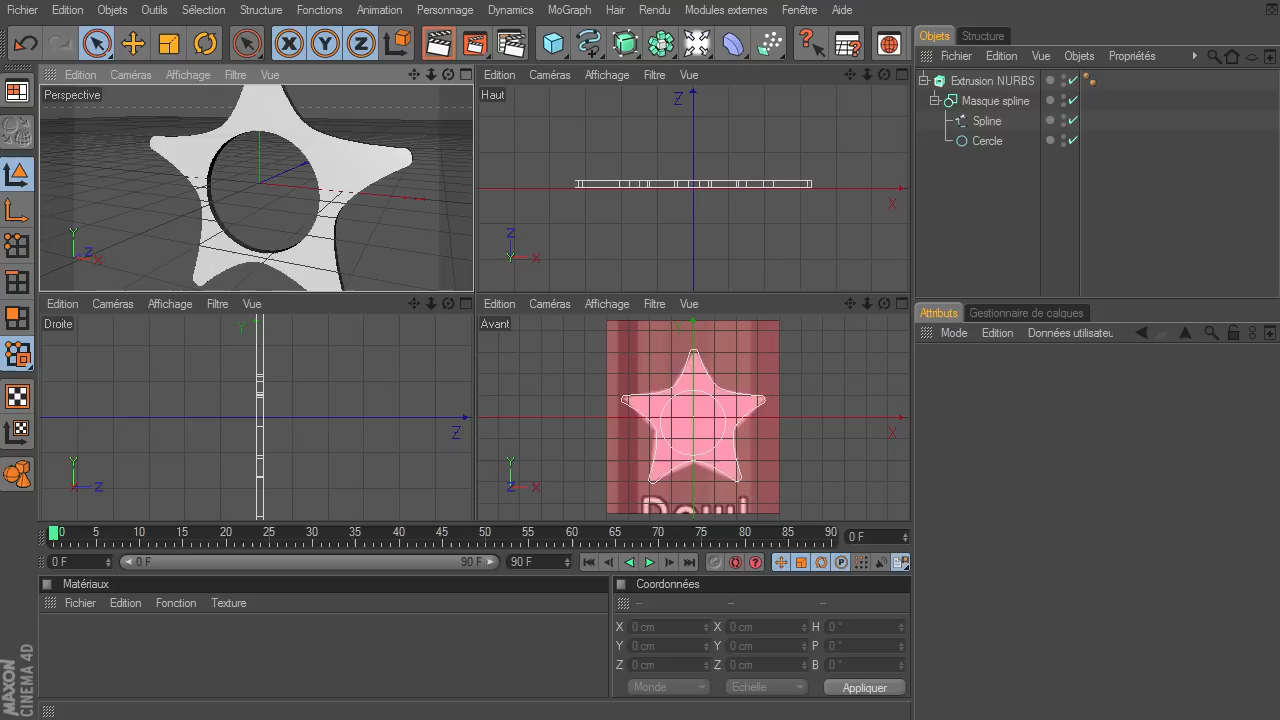 Fichier Edition Objets Outils Sélection Structure Fonctions Animation Personnage Dynamics MoGraph Hair Rendu Modules externes Fenêtre Aide
Objets Structure
Fichier Edition Vue Objets Propriétés
Extrusion NURBS
Masque spline
Spline
Cercle
Edition Caméras Affichage Filtre Vue
Perspective
Y
Z
X
Edition Caméras Affichage Filtre Vue
Haut
Z
X
Z
Y
X
Edition Caméras Affichage Filtre Vue
Droite
Y
Z
Y
X
Z
Edition Caméras Affichage Filtre Vue
Avant
Y
X
Y
Z
X
Attributs Gestionnaire de calques
Mode Edition Données utilisateu
0 5 10 15 20 25 30 35 40 45 50 55 60 65 70 75 80 85 90
0 F
0 F
0 F
90 F
90 F
Matériaux
Fichier Edition Fonction Texture
Coordonnées
-- -- --
X 0 cm X 0 cm H 0 °
Y 0 cm Y 0 cm P 0 °
Z 0 cm Z 0 cm B 0 °
Monde Echelle Appliquer
MAXON
CINEMA 4D